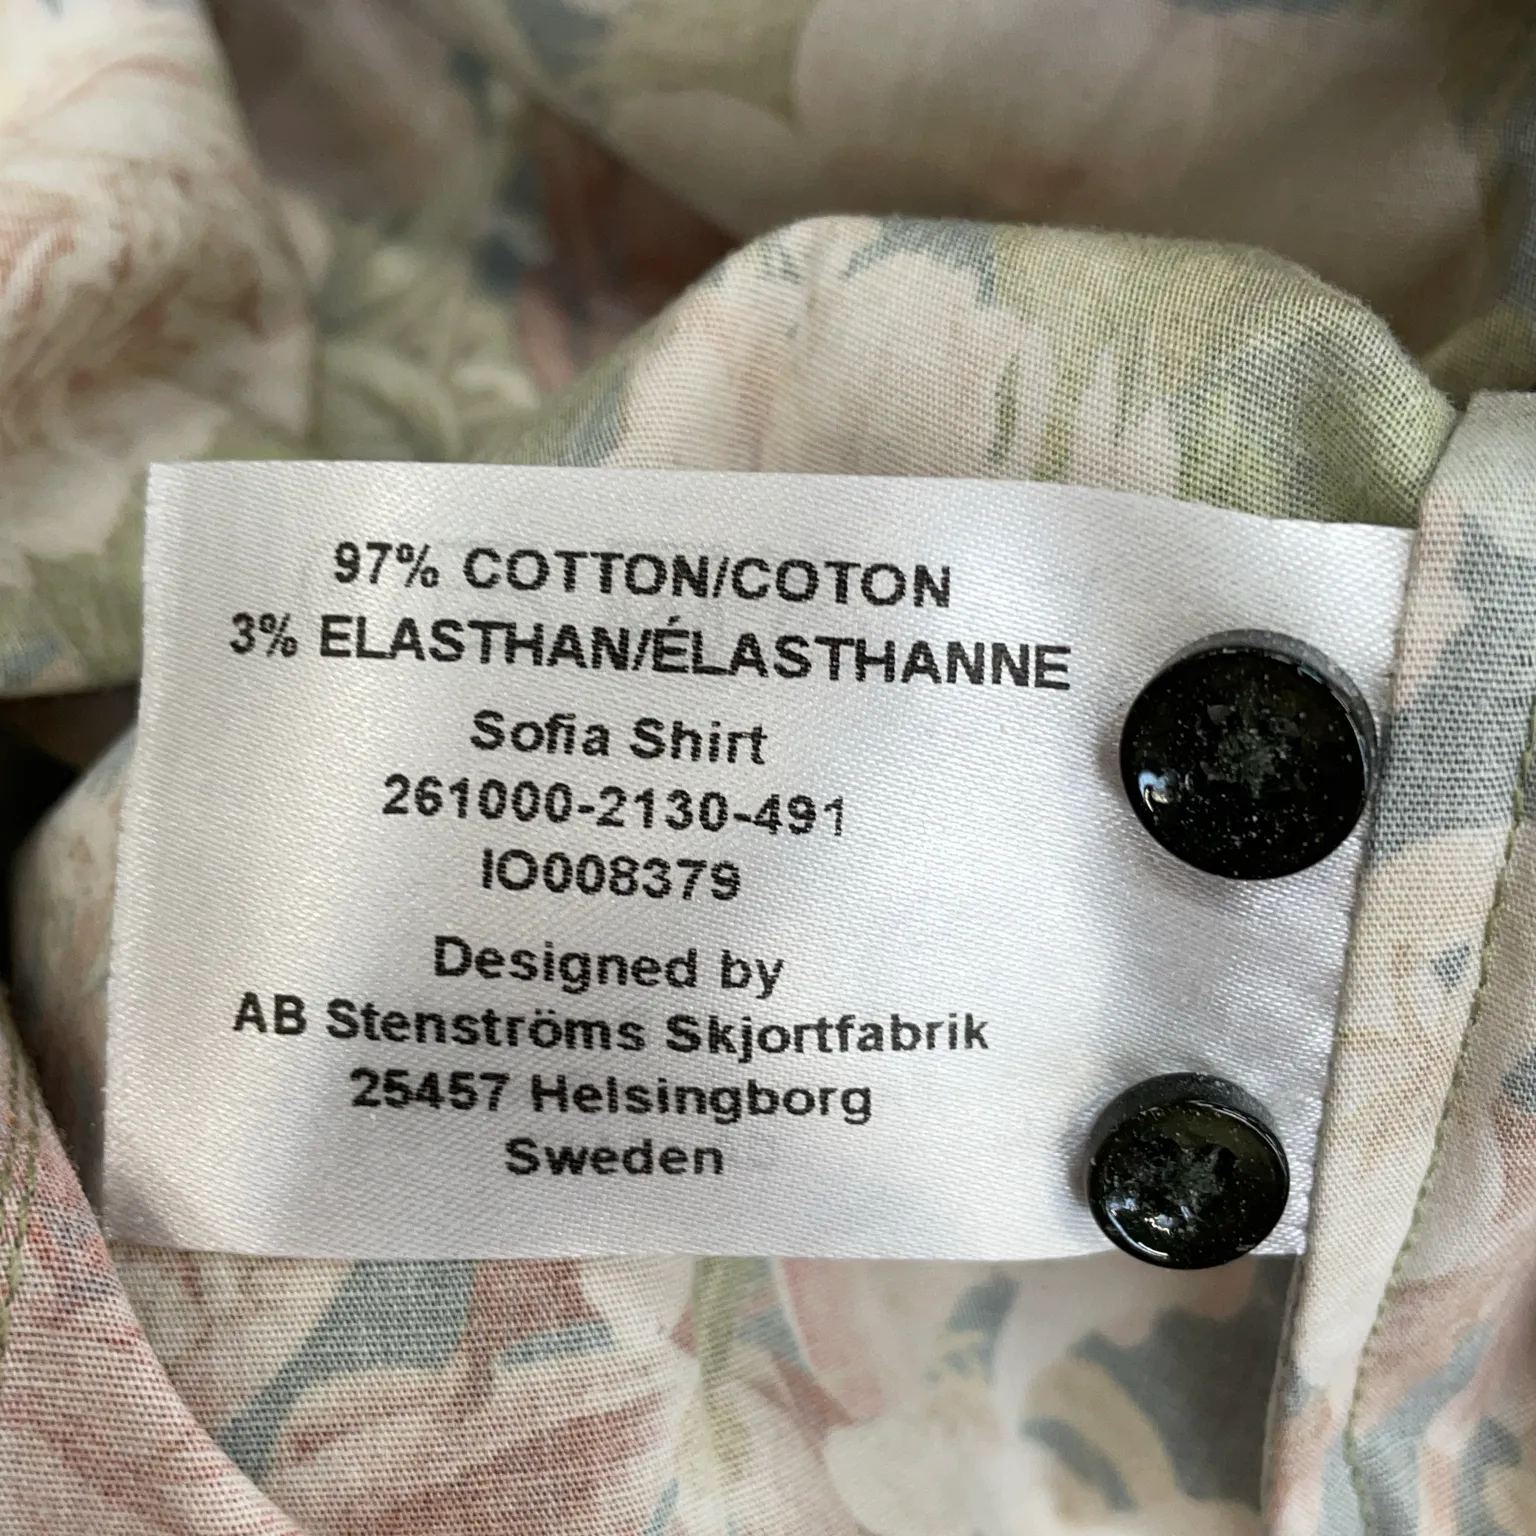 97% COTTON/COTON
3% ELASTHAN/ÉLASTHANNE
Sofia Shirt
261000-2130-491
IO008379
Designed by
AB Stenströms Skjortfabrik
25457 Helsingborg
Sweden